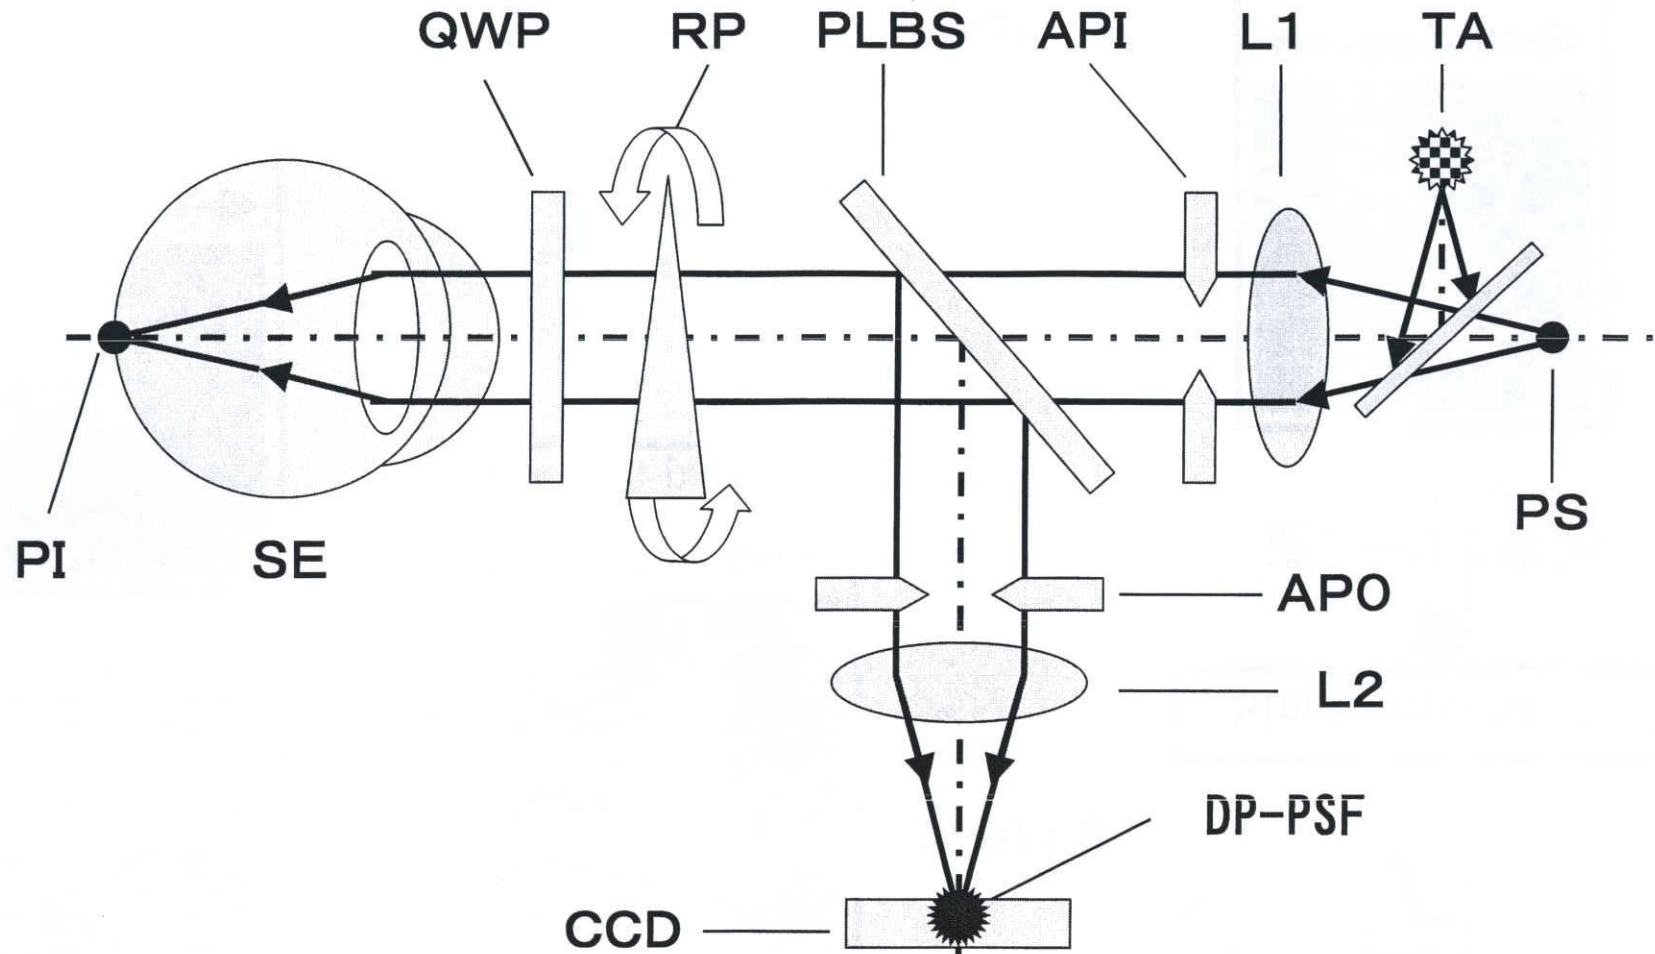 QWP RP PLBS API L1 TA
PI SE PS
APO
L2
DP-PSF
CCD